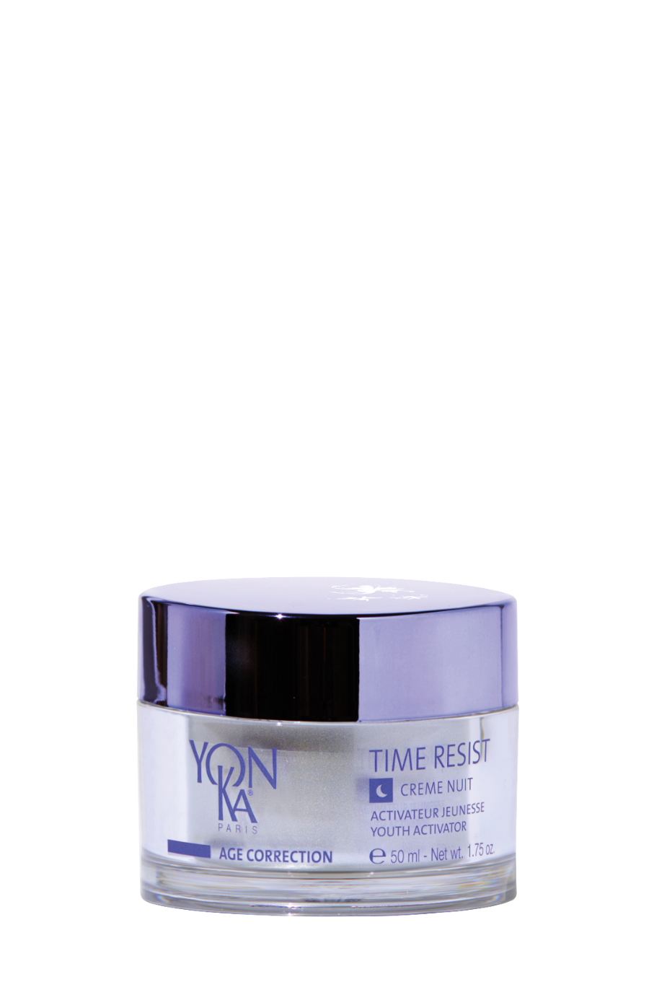 YON
KA®
PARIS
AGE CORRECTION
TIME RESIST
CREME NUIT
ACTIVATEUR JEUNESSE
YOUTH ACTIVATOR
℮ 50 ml - Net wt. 1.75 oz.